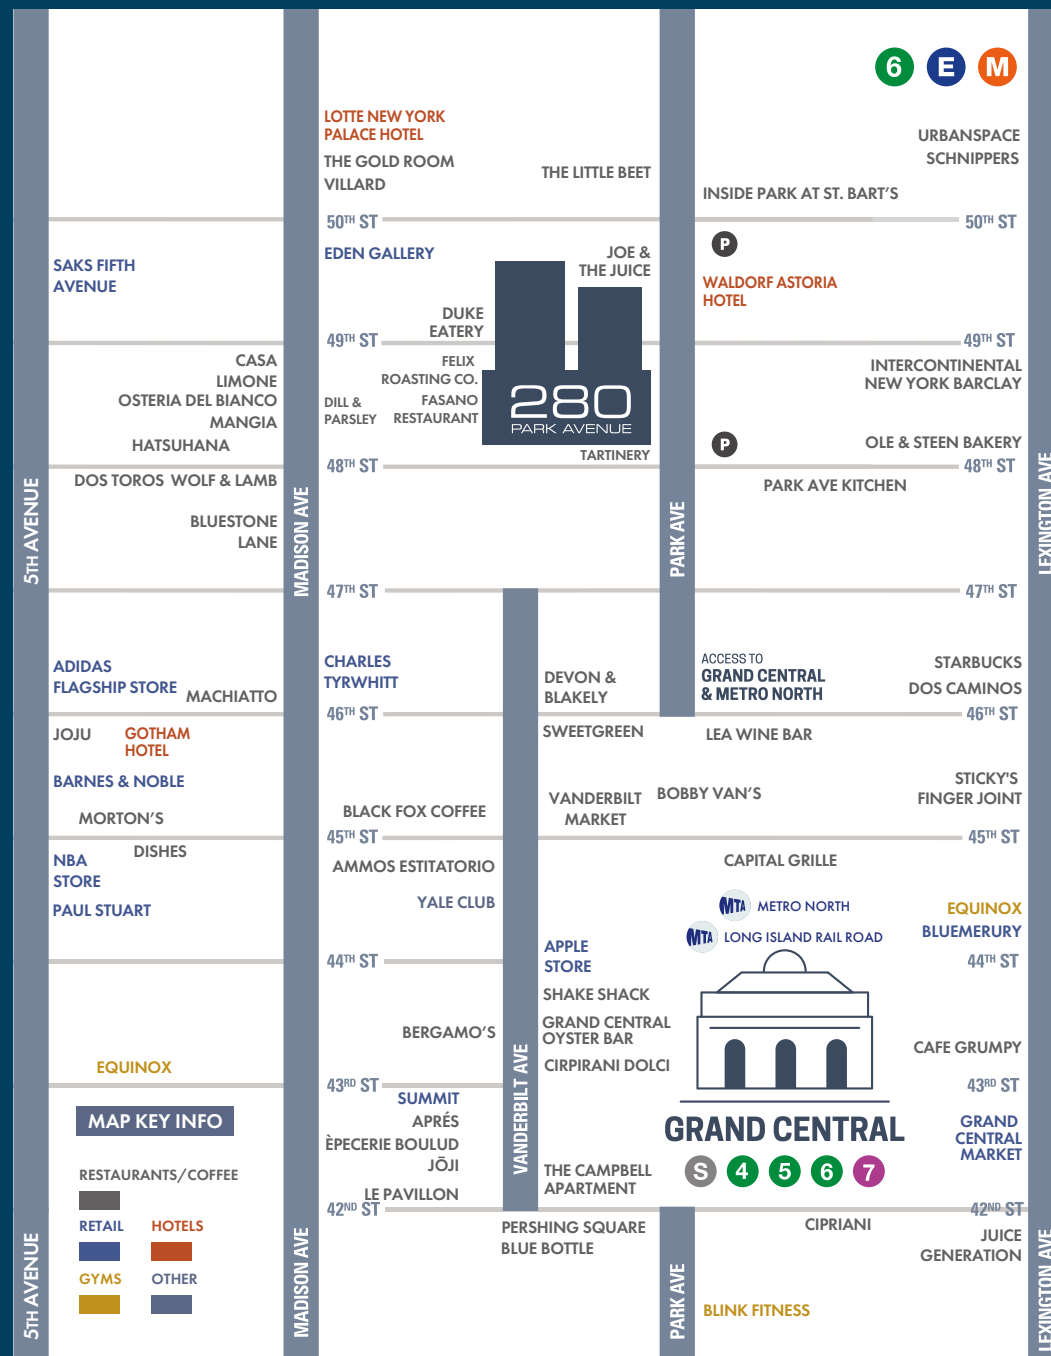 6 E M
LOTTE NEW YORK
PALACE HOTEL
THE GOLD ROOM
VILLARD
THE LITTLE BEET
URBANSPACE
SCHNIPPERS
INSIDE PARK AT ST. BART'S
50TH ST
50TH ST
SAKS FIFTH
AVENUE
EDEN GALLERY
JOE &
THE JUICE
P
WALDORF ASTORIA
HOTEL
DUKE
EATERY
49TH ST
49TH ST
CASA
LIMONE
OSTERIA DEL BIANCO
MANGIA
HATSUHANA
FELIX
ROASTING CO.
DILL &
PARSLEY
FASANO
RESTAURANT
280
PARK AVENUE
TARTINERY
INTERCONTINENTAL
NEW YORK BARCLAY
P
OLE & STEEN BAKERY
48TH ST
48TH ST
DOS TOROS WOLF & LAMB
BLUESTONE
LANE
PARK AVE KITCHEN
5TH AVENUE
MADISON AVE
PARK AVE
LEXINGTON AVE
47TH ST
47TH ST
ADIDAS
FLAGSHIP STORE
MACHIATTO
CHARLES
TYRWHITT
DEVON &
BLAKELY
ACCESS TO
GRAND CENTRAL
& METRO NORTH
STARBUCKS
DOS CAMINOS
46TH ST
46TH ST
JOJU
GOTHAM
HOTEL
BARNES & NOBLE
MORTON'S
BLACK FOX COFFEE
SWEETGREEN
LEA WINE BAR
VANDERBILT
MARKET
BOBBY VAN'S
STICKY'S
FINGER JOINT
45TH ST
45TH ST
DISHES
NBA
STORE
PAUL STUART
AMMOS ESTITATORIO
YALE CLUB
CAPITAL GRILLE
MTA METRO NORTH
MTA LONG ISLAND RAIL ROAD
EQUINOX
BLUEMERURY
44TH ST
44TH ST
APPLE
STORE
SHAKE SHACK
GRAND CENTRAL
OYSTER BAR
CIRPIRANI DOLCI
BERGAMO'S
CAFE GRUMPY
EQUINOX
43RD ST
43RD ST
VANDERBILT AVE
SUMMIT
APRÉS
ÈPECERIE BOULUD
JŌJI
LE PAVILLON
GRAND CENTRAL
S 4 5 6 7
THE CAMPBELL
APARTMENT
GRAND
CENTRAL
MARKET
42ND ST
42ND ST
PERSHING SQUARE
BLUE BOTTLE
CIPRIANI
JUICE
GENERATION
BLINK FITNESS
MAP KEY INFO
RESTAURANTS/COFFEE
RETAIL
HOTELS
GYMS
OTHER
5TH AVENUE
MADISON AVE
PARK AVE
LEXINGTON AVE